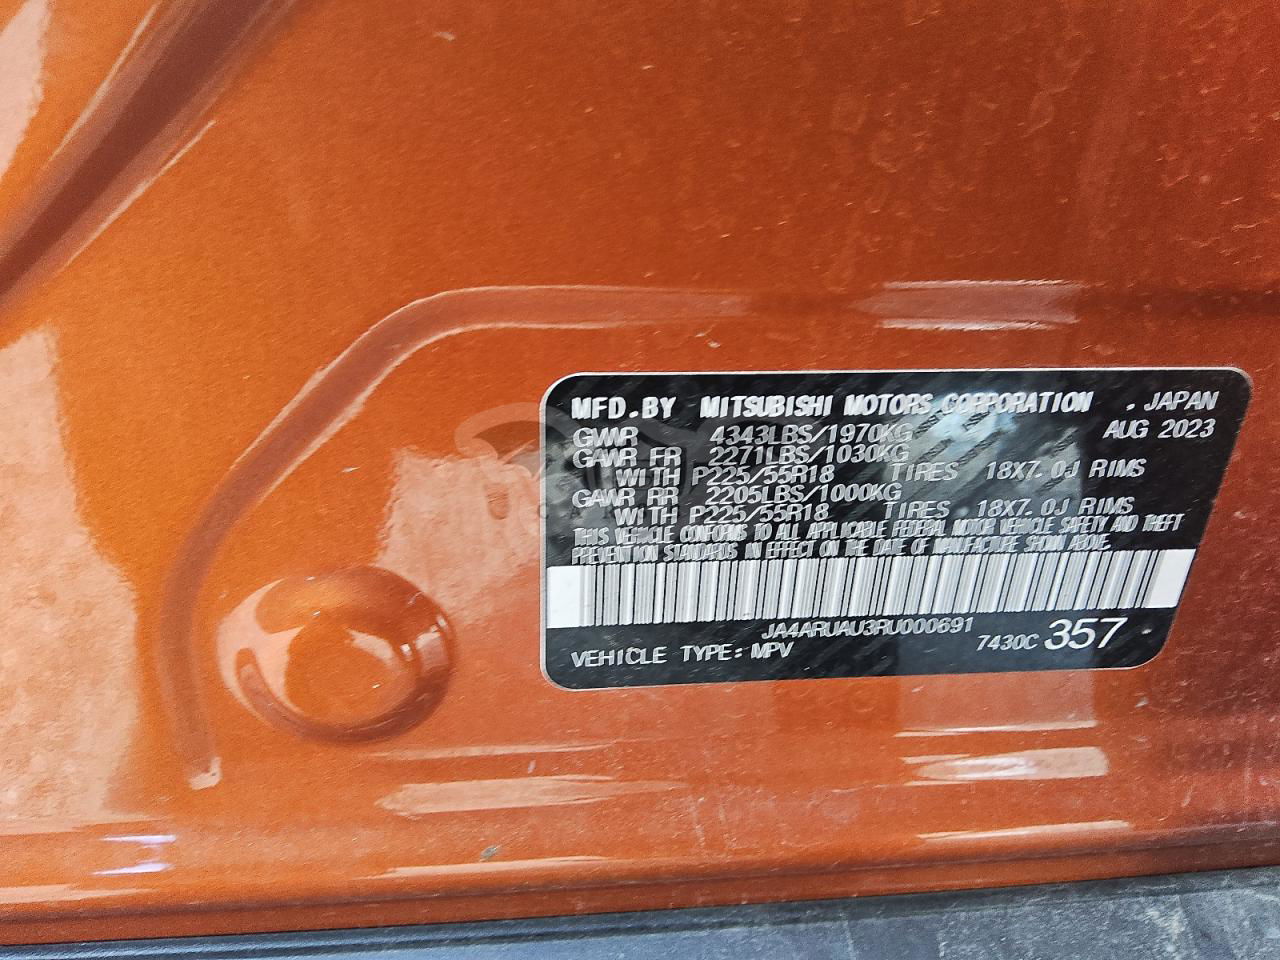 MFD.BY MITSUBISHI MOTORS CORPORATION , JAPAN
GVWR 4343LBS/1970KG AUG 2023
GAWR FR 2271LBS/1030KG
WITH P225/55R18 TIRES 18X7.0J RIMS
GAWR RR 2205LBS/1000KG
WITH P225/55R18 TIRES 18X7.0J RIMS
THIS VEHICLE CONFORMS TO ALL APPLICABLE FEDERAL MOTOR VEHICLE SAFETY AND THEFT
PREVENTION STANDARDS IN EFFECT ON THE DATE OF MANUFACTURE SHOWN ABOVE.
JA4ARUAU3RU000691
VEHICLE TYPE: MPV 7430C 357